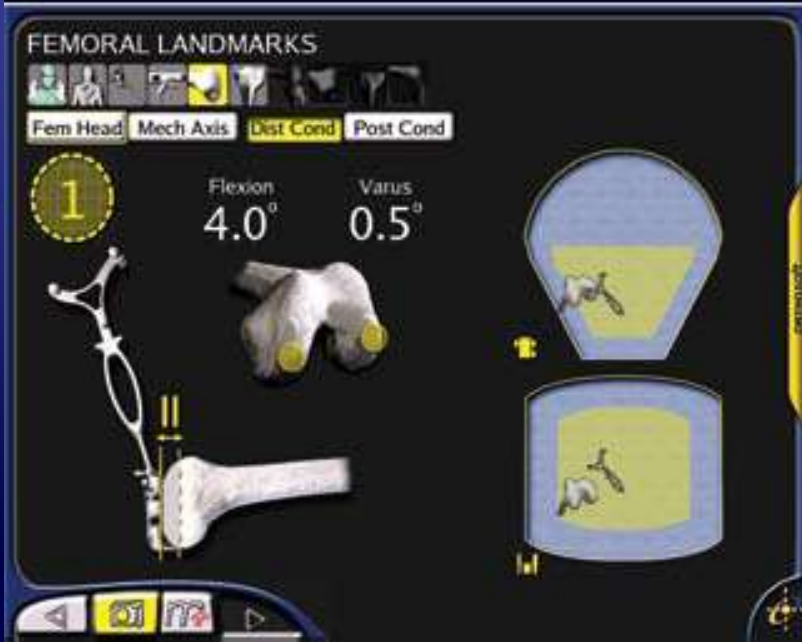 FEMORAL LANDMARKS
Fem Head Mech Axis Dist Cond Post Cond
1
Flexion Varus
4.0° 0.5°